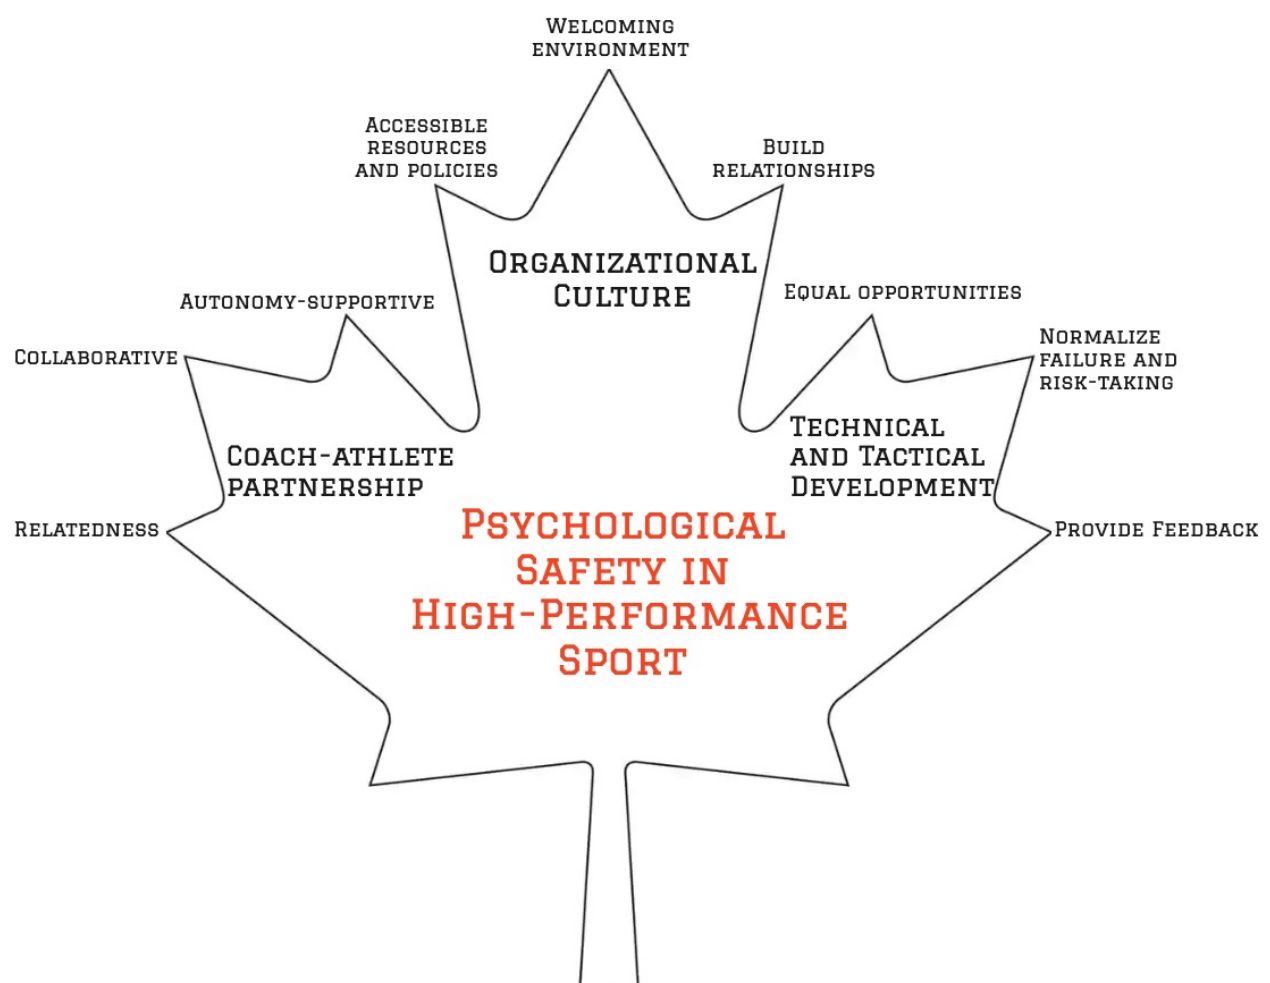 Welcoming
environment
Accessible
resources
and policies
Build
relationships
Organizational
Culture
Autonomy-supportive
Equal opportunities
Collaborative
Normalize
failure and
risk-taking
Coach-athlete
partnership
Technical
and Tactical
Development
Relatedness
Provide Feedback
Psychological
Safety in
High-Performance
Sport